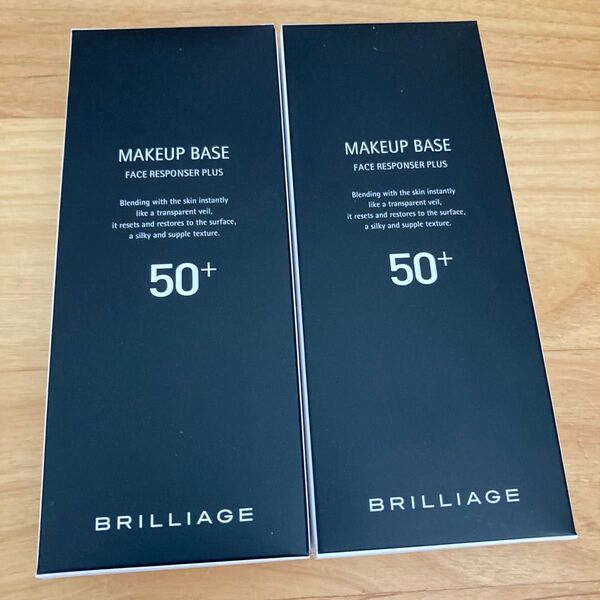 MAKEUP BASE
FACE RESPONSER PLUS
Blending with the skin instantly
like a transparent veil,
it resets and restores to the surface,
a silky and supple texture.
50+
BRILLIAGE
MAKEUP BASE
FACE RESPONSER PLUS
Blending with the skin instantly
like a transparent veil,
it resets and restores to the surface,
a silky and supple texture.
50+
BRILLIAGE